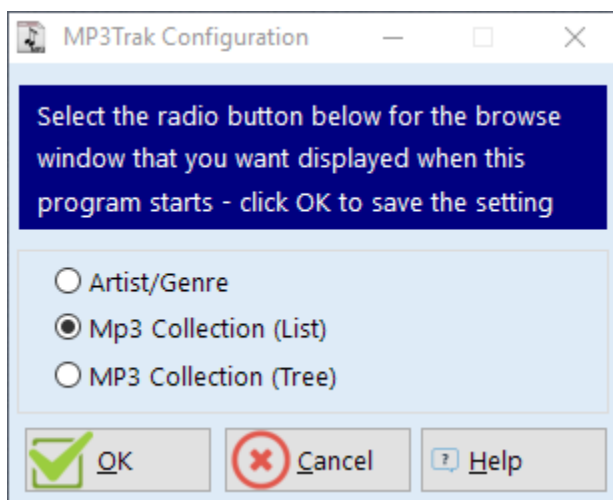 MP3Trak Configuration
Select the radio button below for the browse
window that you want displayed when this
program starts - click OK to save the setting
Artist/Genre
Mp3 Collection (List)
MP3 Collection (Tree)
OK
Cancel
? Help